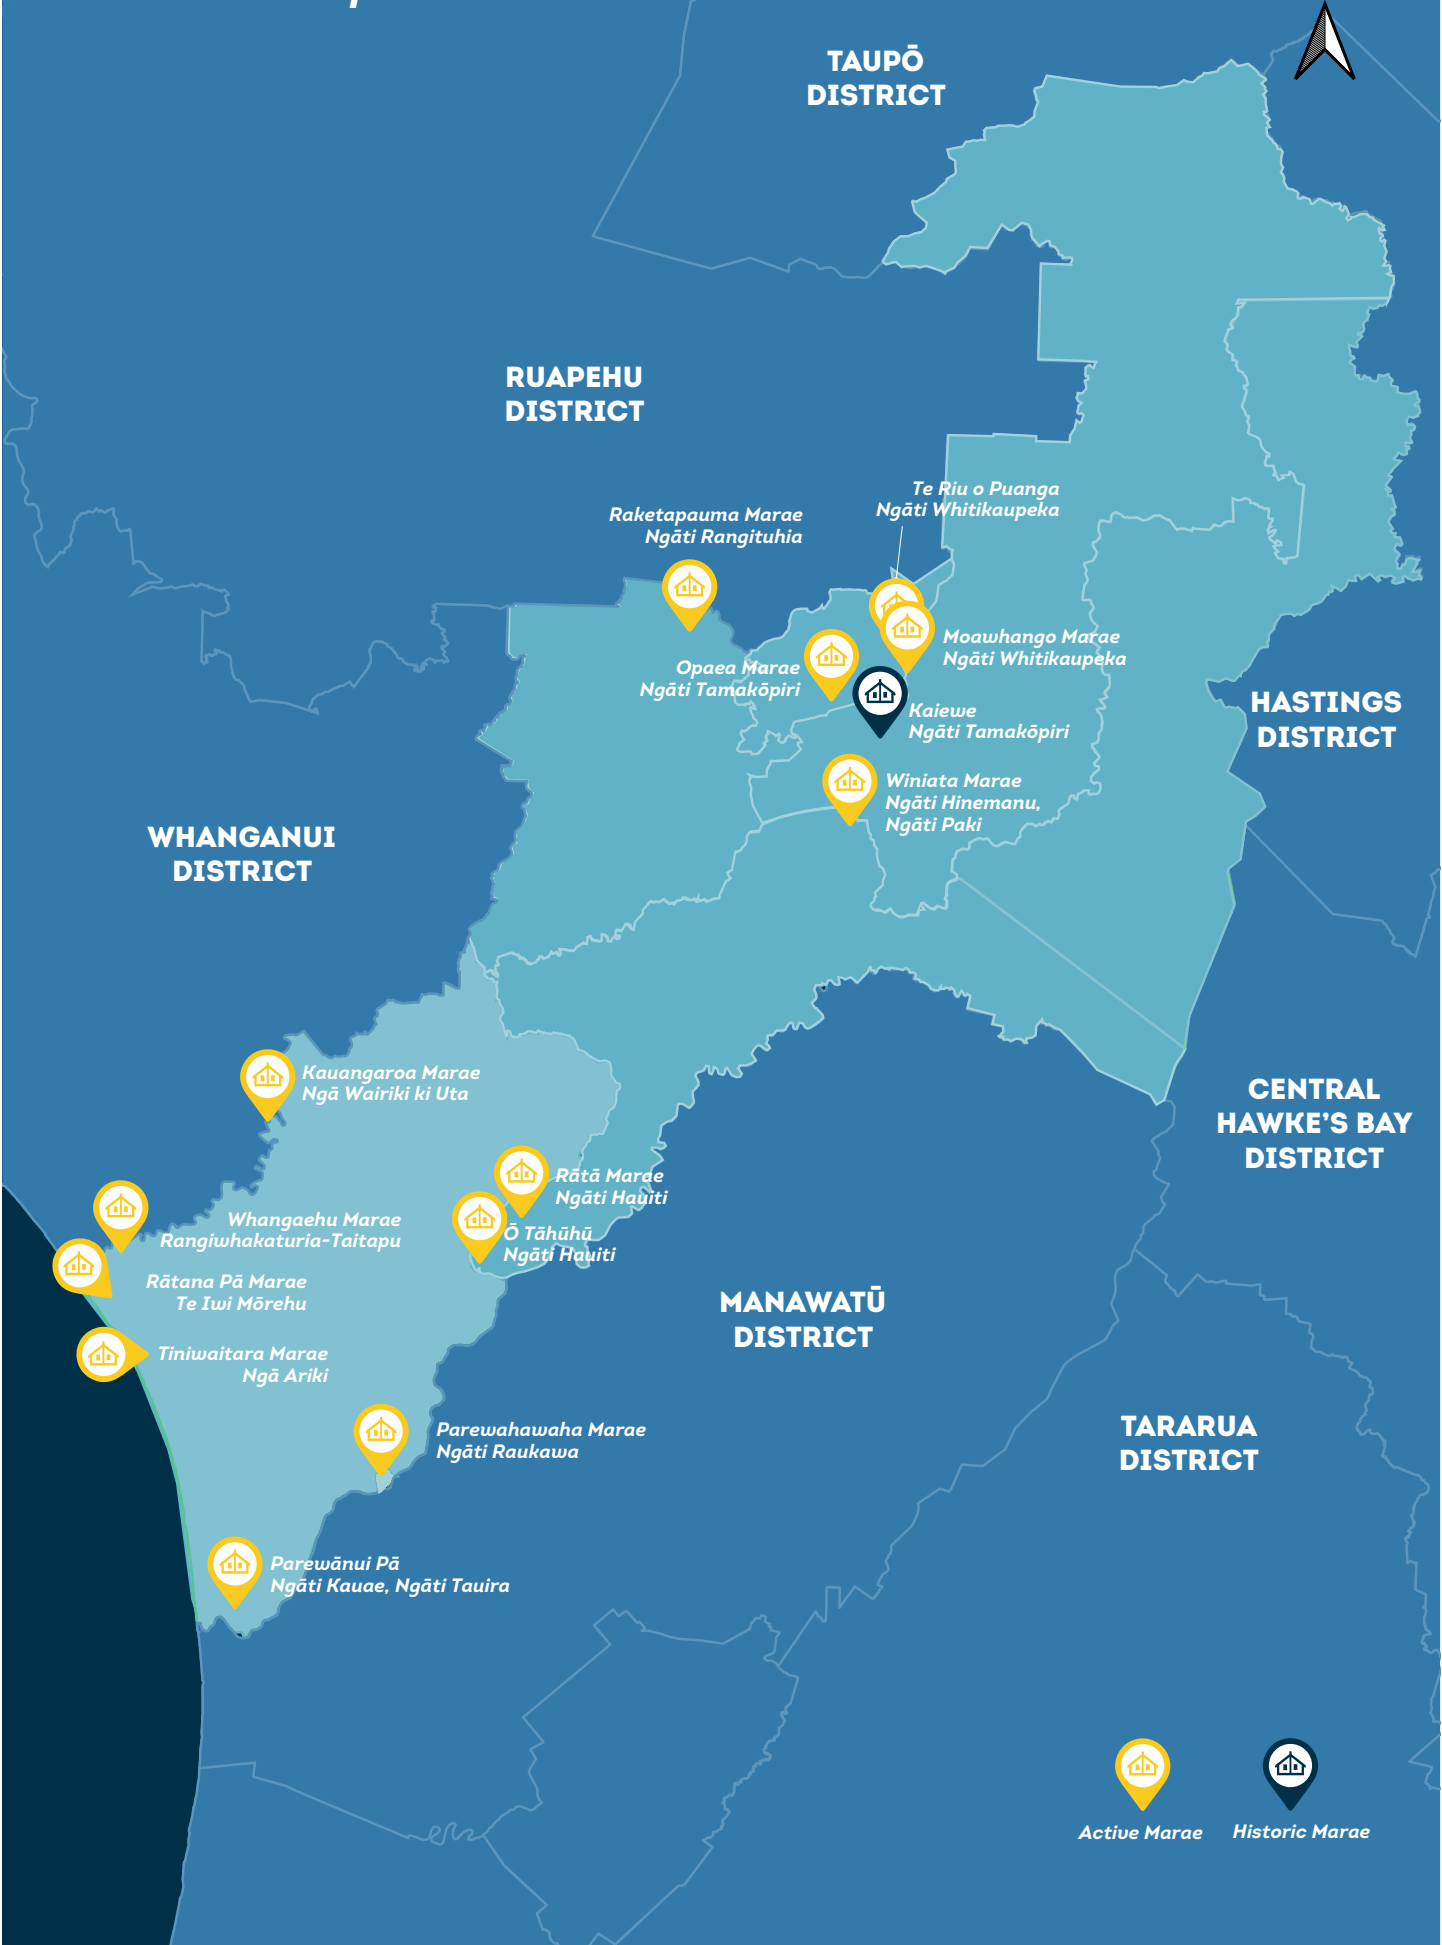 TAUPŌ
DISTRICT
RUAPEHU
DISTRICT
Te Riu o Puanga
Ngāti Whitikaupeka
Raketapauma Marae
Ngāti Rangituhia
Moawhango Marae
Ngāti Whitikaupeka
Opaea Marae
Ngāti Tamakōpiri
Kaiewe
Ngāti Tamakōpiri
HASTINGS
DISTRICT
Winiata Marae
Ngāti Hinemanu,
Ngāti Paki
WHANGANUI
DISTRICT
Kauangaroa Marae
Ngā Wairiki ki Uta
CENTRAL
HAWKE'S BAY
DISTRICT
Rātā Marae
Ngāti Hauiti
Whangaehu Marae
Rangiwhakaturia-Taitapu
Ō Tāhūhū
Ngāti Hauiti
Rātana Pā Marae
Te Iwi Mōrehu
MANAWATŪ
DISTRICT
Tiniwaitara Marae
Ngā Ariki
Parewahawaha Marae
Ngāti Raukawa
TARARUA
DISTRICT
Parewānui Pā
Ngāti Kauae, Ngāti Tauira
Active Marae
Historic Marae